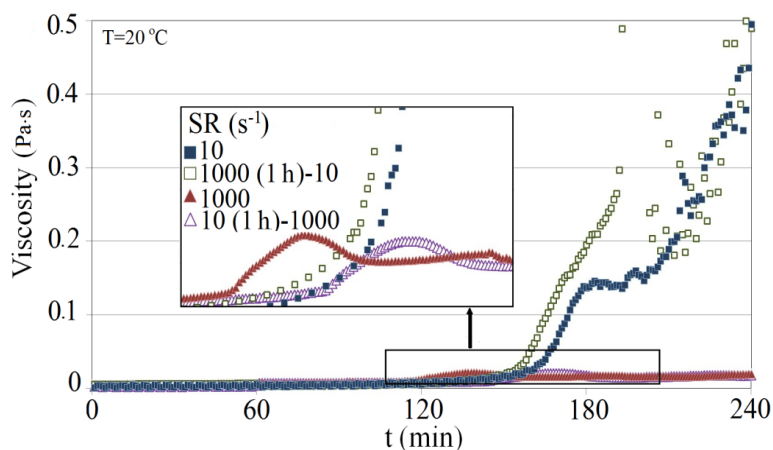 0.5
T=20 °C
0.4
SR (s⁻¹)
10
0.3
1000 (1 h)-10
1000
10 (1 h)-1000
0.2
0.1
0
Viscosity (Pa·s)
0 60 120 180 240
t (min)